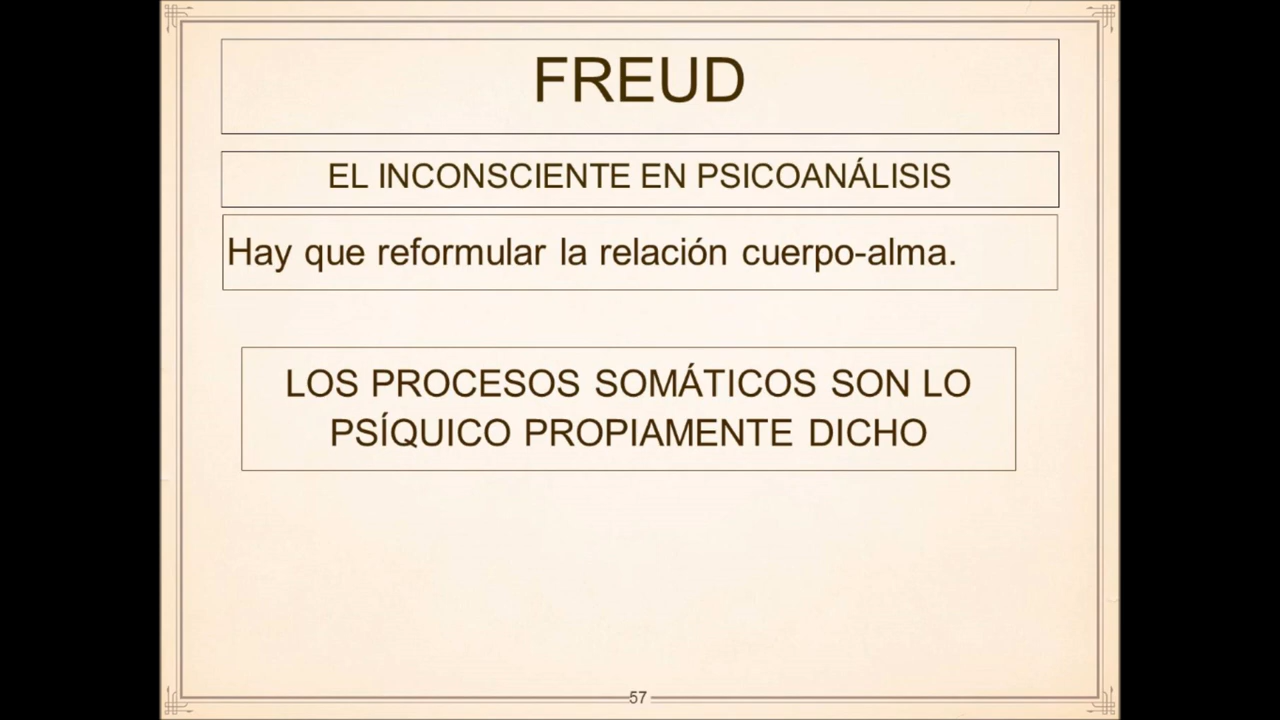 FREUD
EL INCONSCIENTE EN PSICOANÁLISIS
Hay que reformular la relación cuerpo-alma.
LOS PROCESOS SOMÁTICOS SON LO
PSÍQUICO PROPIAMENTE DICHO
57